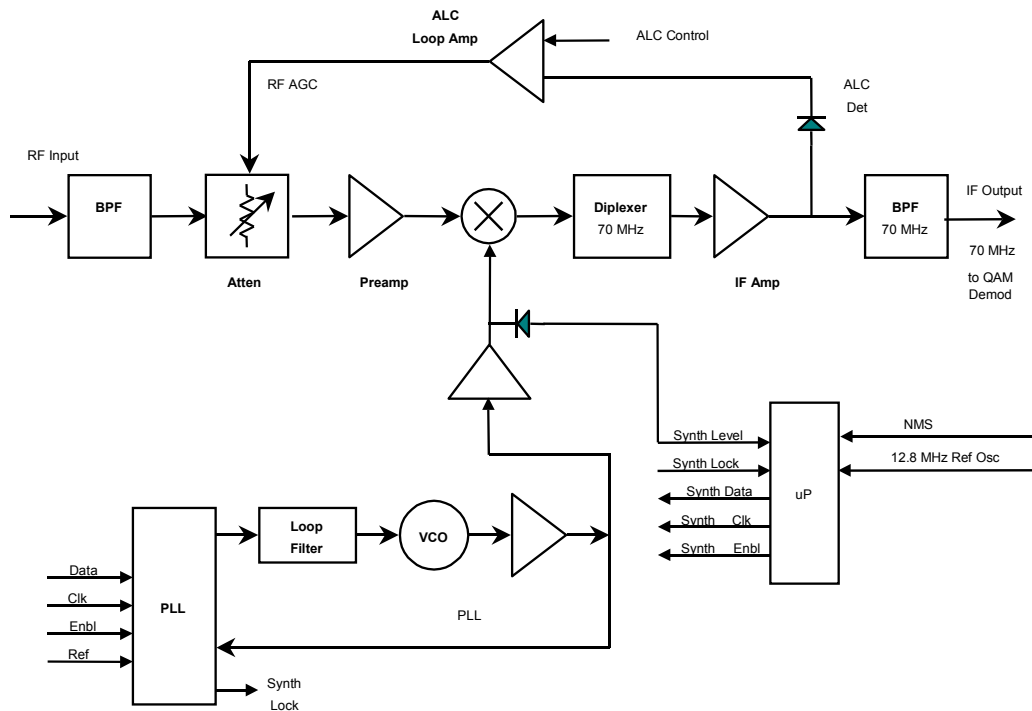 ALC
Loop Amp
ALC Control
RF AGC
ALC
Det
RF Input
BPF
Atten
Preamp
Diplexer
70 MHz
IF Amp
BPF
70 MHz
IF Output
70 MHz
to QAM
Demod
Synth Level
Synth Lock
Synth Data
Synth Clk
Synth Enbl
uP
NMS
12.8 MHz Ref Osc
Loop
Filter
VCO
Data
Clk
Enbl
Ref
PLL
PLL
Synth
Lock